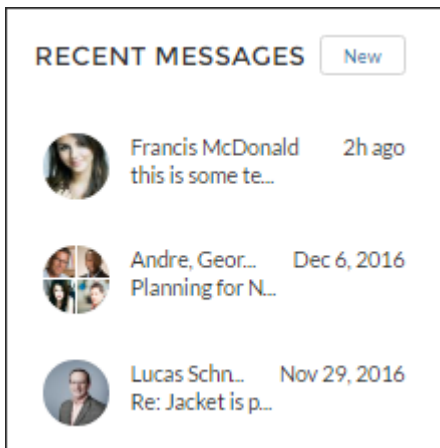 RECENT MESSAGES New
Francis McDonald 2h ago
this is some te...
Andre, Geor... Dec 6, 2016
Planning for N...
Lucas Schn... Nov 29, 2016
Re: Jacket is p...